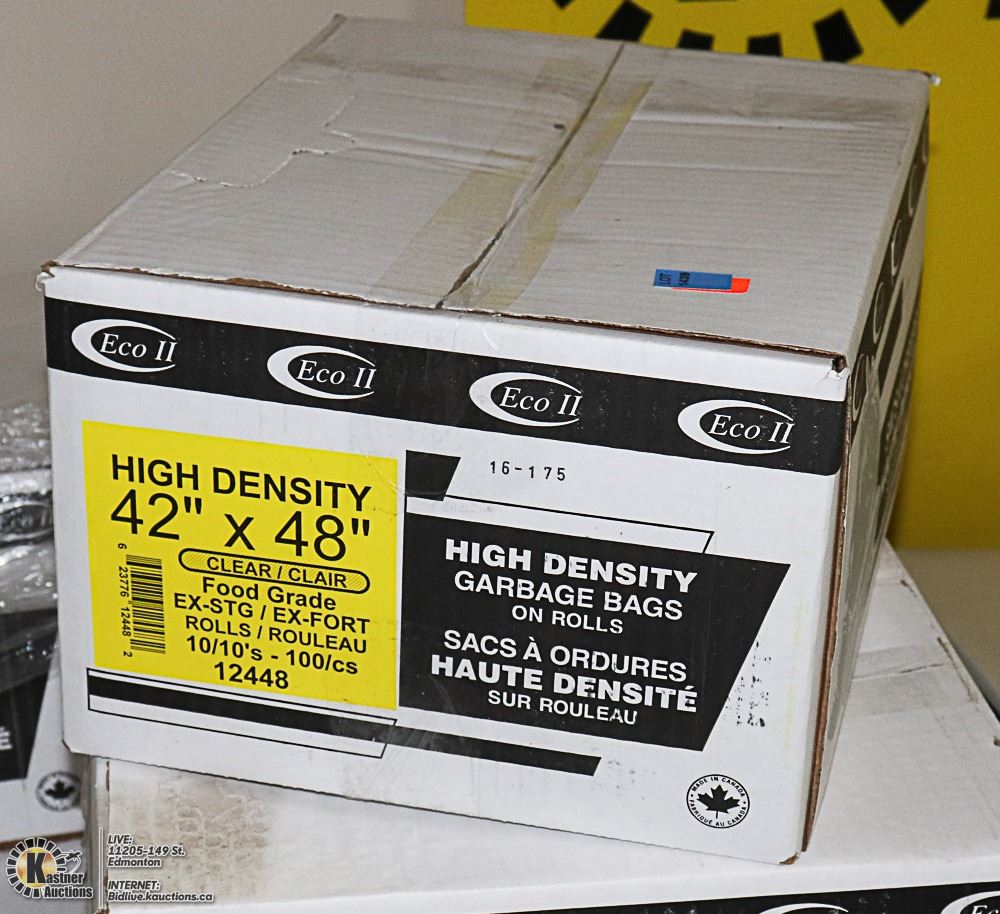 LOT 1439
Eco II Eco II Eco II Eco II
HIGH DENSITY
42" x 48"
CLEAR / CLAIR
Food Grade
EX-STG / EX-FORT
ROLLS / ROULEAU
10/10's - 100/cs
12448
6 23776 12448 2
16-175
HIGH DENSITY
GARBAGE BAGS
ON ROLLS
SACS À ORDURES
HAUTE DENSITÉ
SUR ROULEAU
MADE IN CANADA
FABRIQUÉ AU CANADA
É
Kastner
Auctions
LIVE:
11205-149 St.
Edmonton
INTERNET:
Bidlive.kauctions.ca
Eco